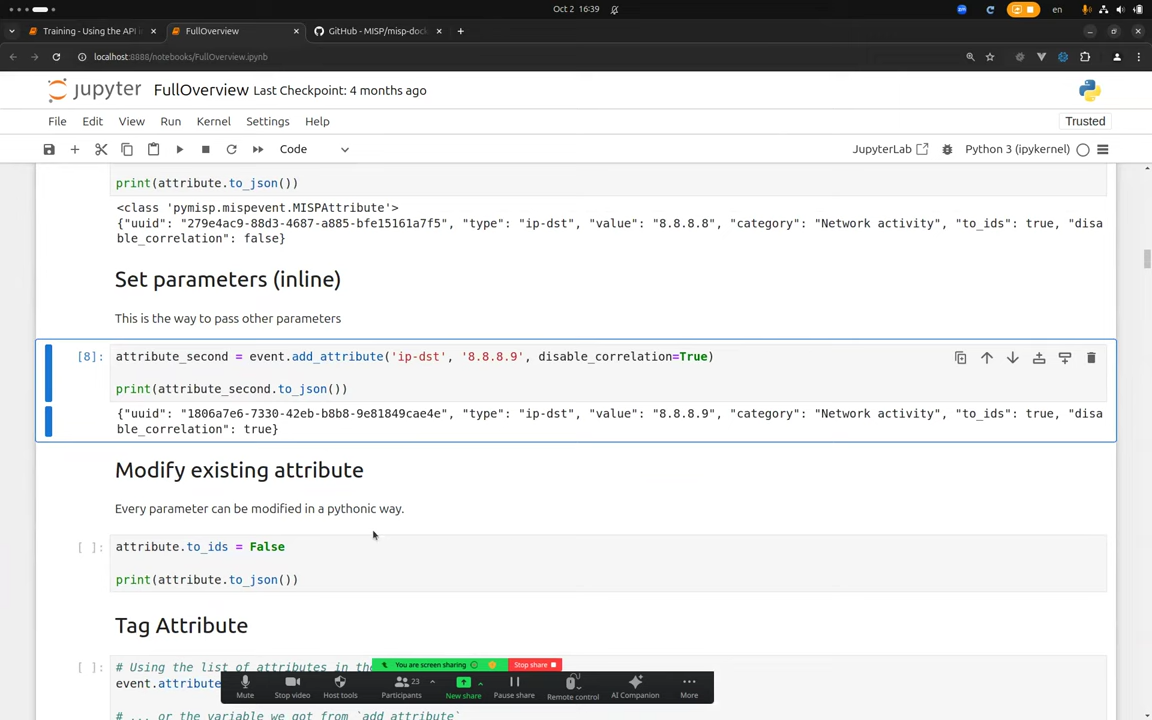 Oct 2 16:39
en
Training - Using the API i
FullOverview
GitHub - MISP/misp-dock
localhost:8888/notebooks/FullOverview.ipynb
jupyter FullOverview Last Checkpoint: 4 months ago
File Edit View Run Kernel Settings Help
Trusted
Code
JupyterLab
Python 3 (ipykernel)
print(attribute.to_json())
<class 'pymisp.mispevent.MISPAttribute'>
{"uuid": "279e4ac9-88d3-4687-a885-bfe15161a7f5", "type": "ip-dst", "value": "8.8.8.8", "category": "Network activity", "to_ids": true, "disa
ble_correlation": false}
Set parameters (inline)
This is the way to pass other parameters
[8]: attribute_second = event.add_attribute('ip-dst', '8.8.8.9', disable_correlation=True)
print(attribute_second.to_json())
{"uuid": "1806a7e6-7330-42eb-b8b8-9e81849cae4e", "type": "ip-dst", "value": "8.8.8.9", "category": "Network activity", "to_ids": true, "disa
ble_correlation": true}
Modify existing attribute
Every parameter can be modified in a pythonic way.
[ ]: attribute.to_ids = False
print(attribute.to_json())
Tag Attribute
[ ]: # Using the list of attributes in the
event.attribute
# ... or the variable we got from `add_attribute`
You are screen sharing
Stop share
23
Mute Stop video Host tools Participants New share Pause share Remote control AI Companion More